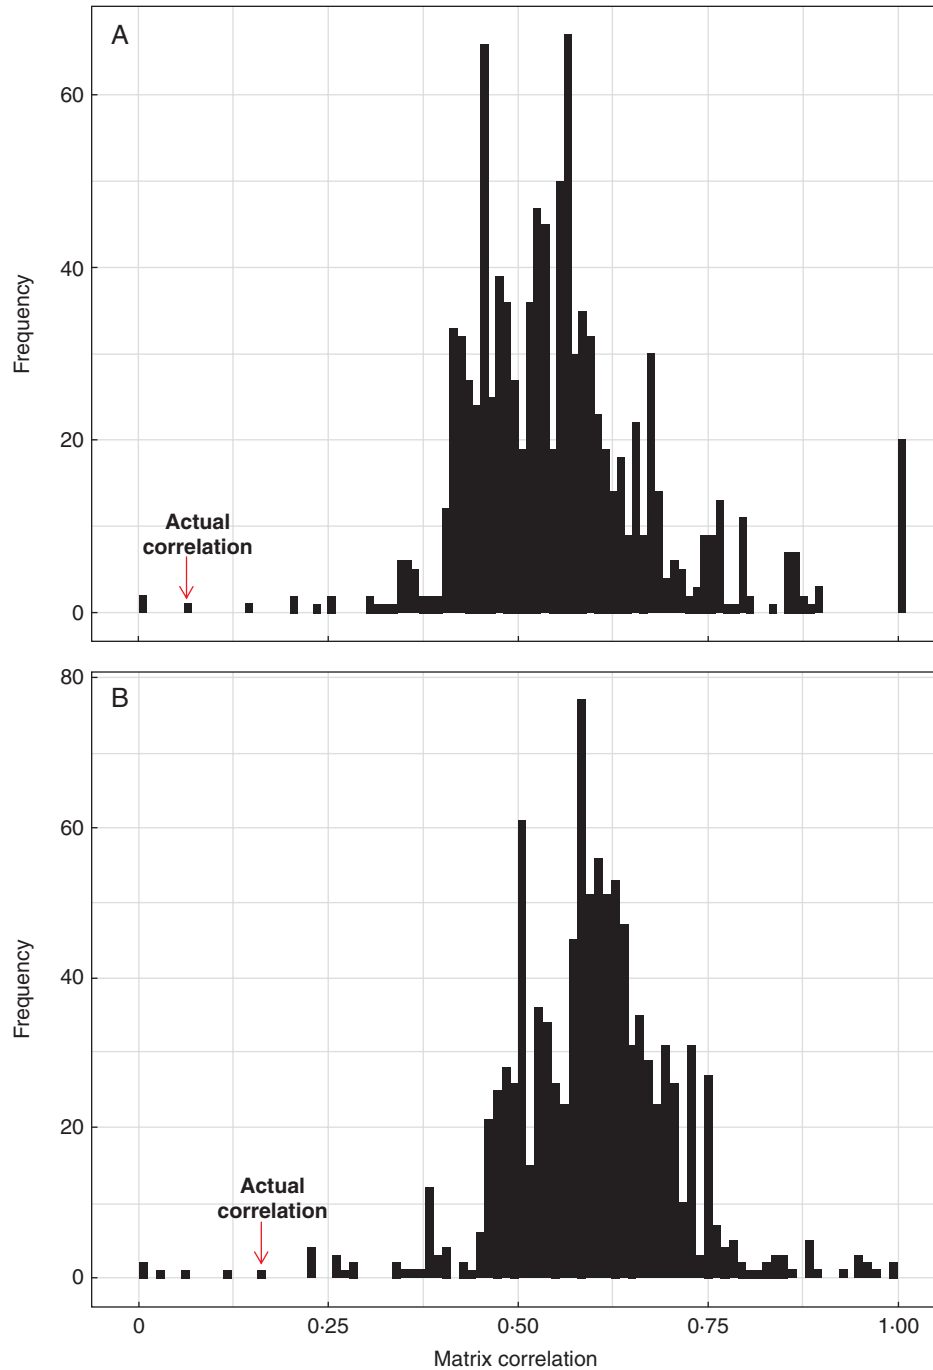 A
60
40
20
0
Frequency
Actual
correlation
B
80
60
40
20
0
Frequency
Actual
correlation
0 0·25 0·50 0·75 1·00
Matrix correlation